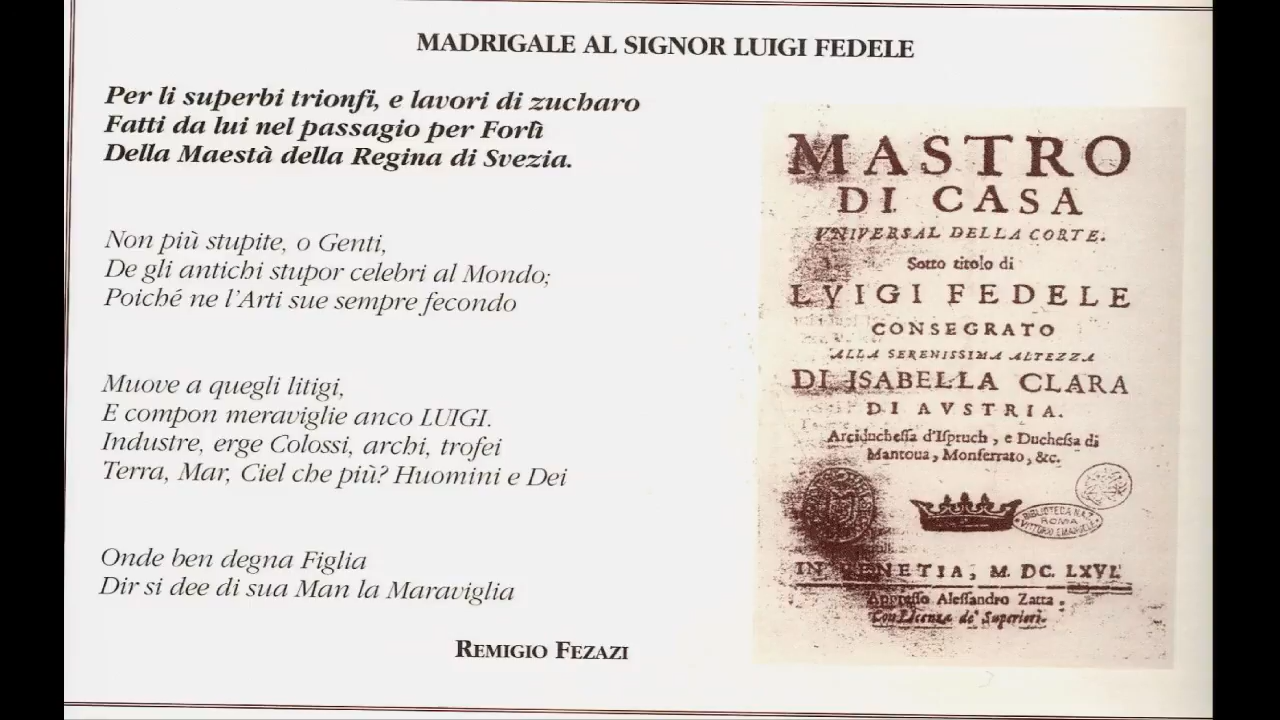 MADRIGALE AL SIGNOR LUIGI FEDELE
Per li superbi trionfi, e lavori di zucharo
Fatti da lui nel passagio per Forlì
Della Maestà della Regina di Svezia.
Non più stupite, o Genti,
De gli antichi stupor celebri al Mondo;
Poiché ne l'Arti sue sempre fecondo
Muove a quegli litigi,
E compon meraviglie anco LUIGI.
Industre, erge Colossi, archi, trofei
Terra, Mar, Ciel che più? Huomini e Dei
Onde ben degna Figlia
Dir si dee di sua Man la Maraviglia
REMIGIO FEZAZI
MASTRO
DI CASA
VNIVERSAL DELLA CORTE.
Sotto titolo di
LVIGI FEDELE
CONSEGRATO
ALLA SERENISSIMA ALTEZZA
DI ISABELLA CLARA
DI AVSTRIA.
Arciduchessa d'Ispruch, e Duchessa di
Mantoua, Monferrato, &c.
BIBLIOTECA NAZ
ROMA
VITTORIO EMANUELE
IN VENETIA, M. DC. LXVI.
Appresso Alessandro Zatta.
Con Licenza de' Superiori.